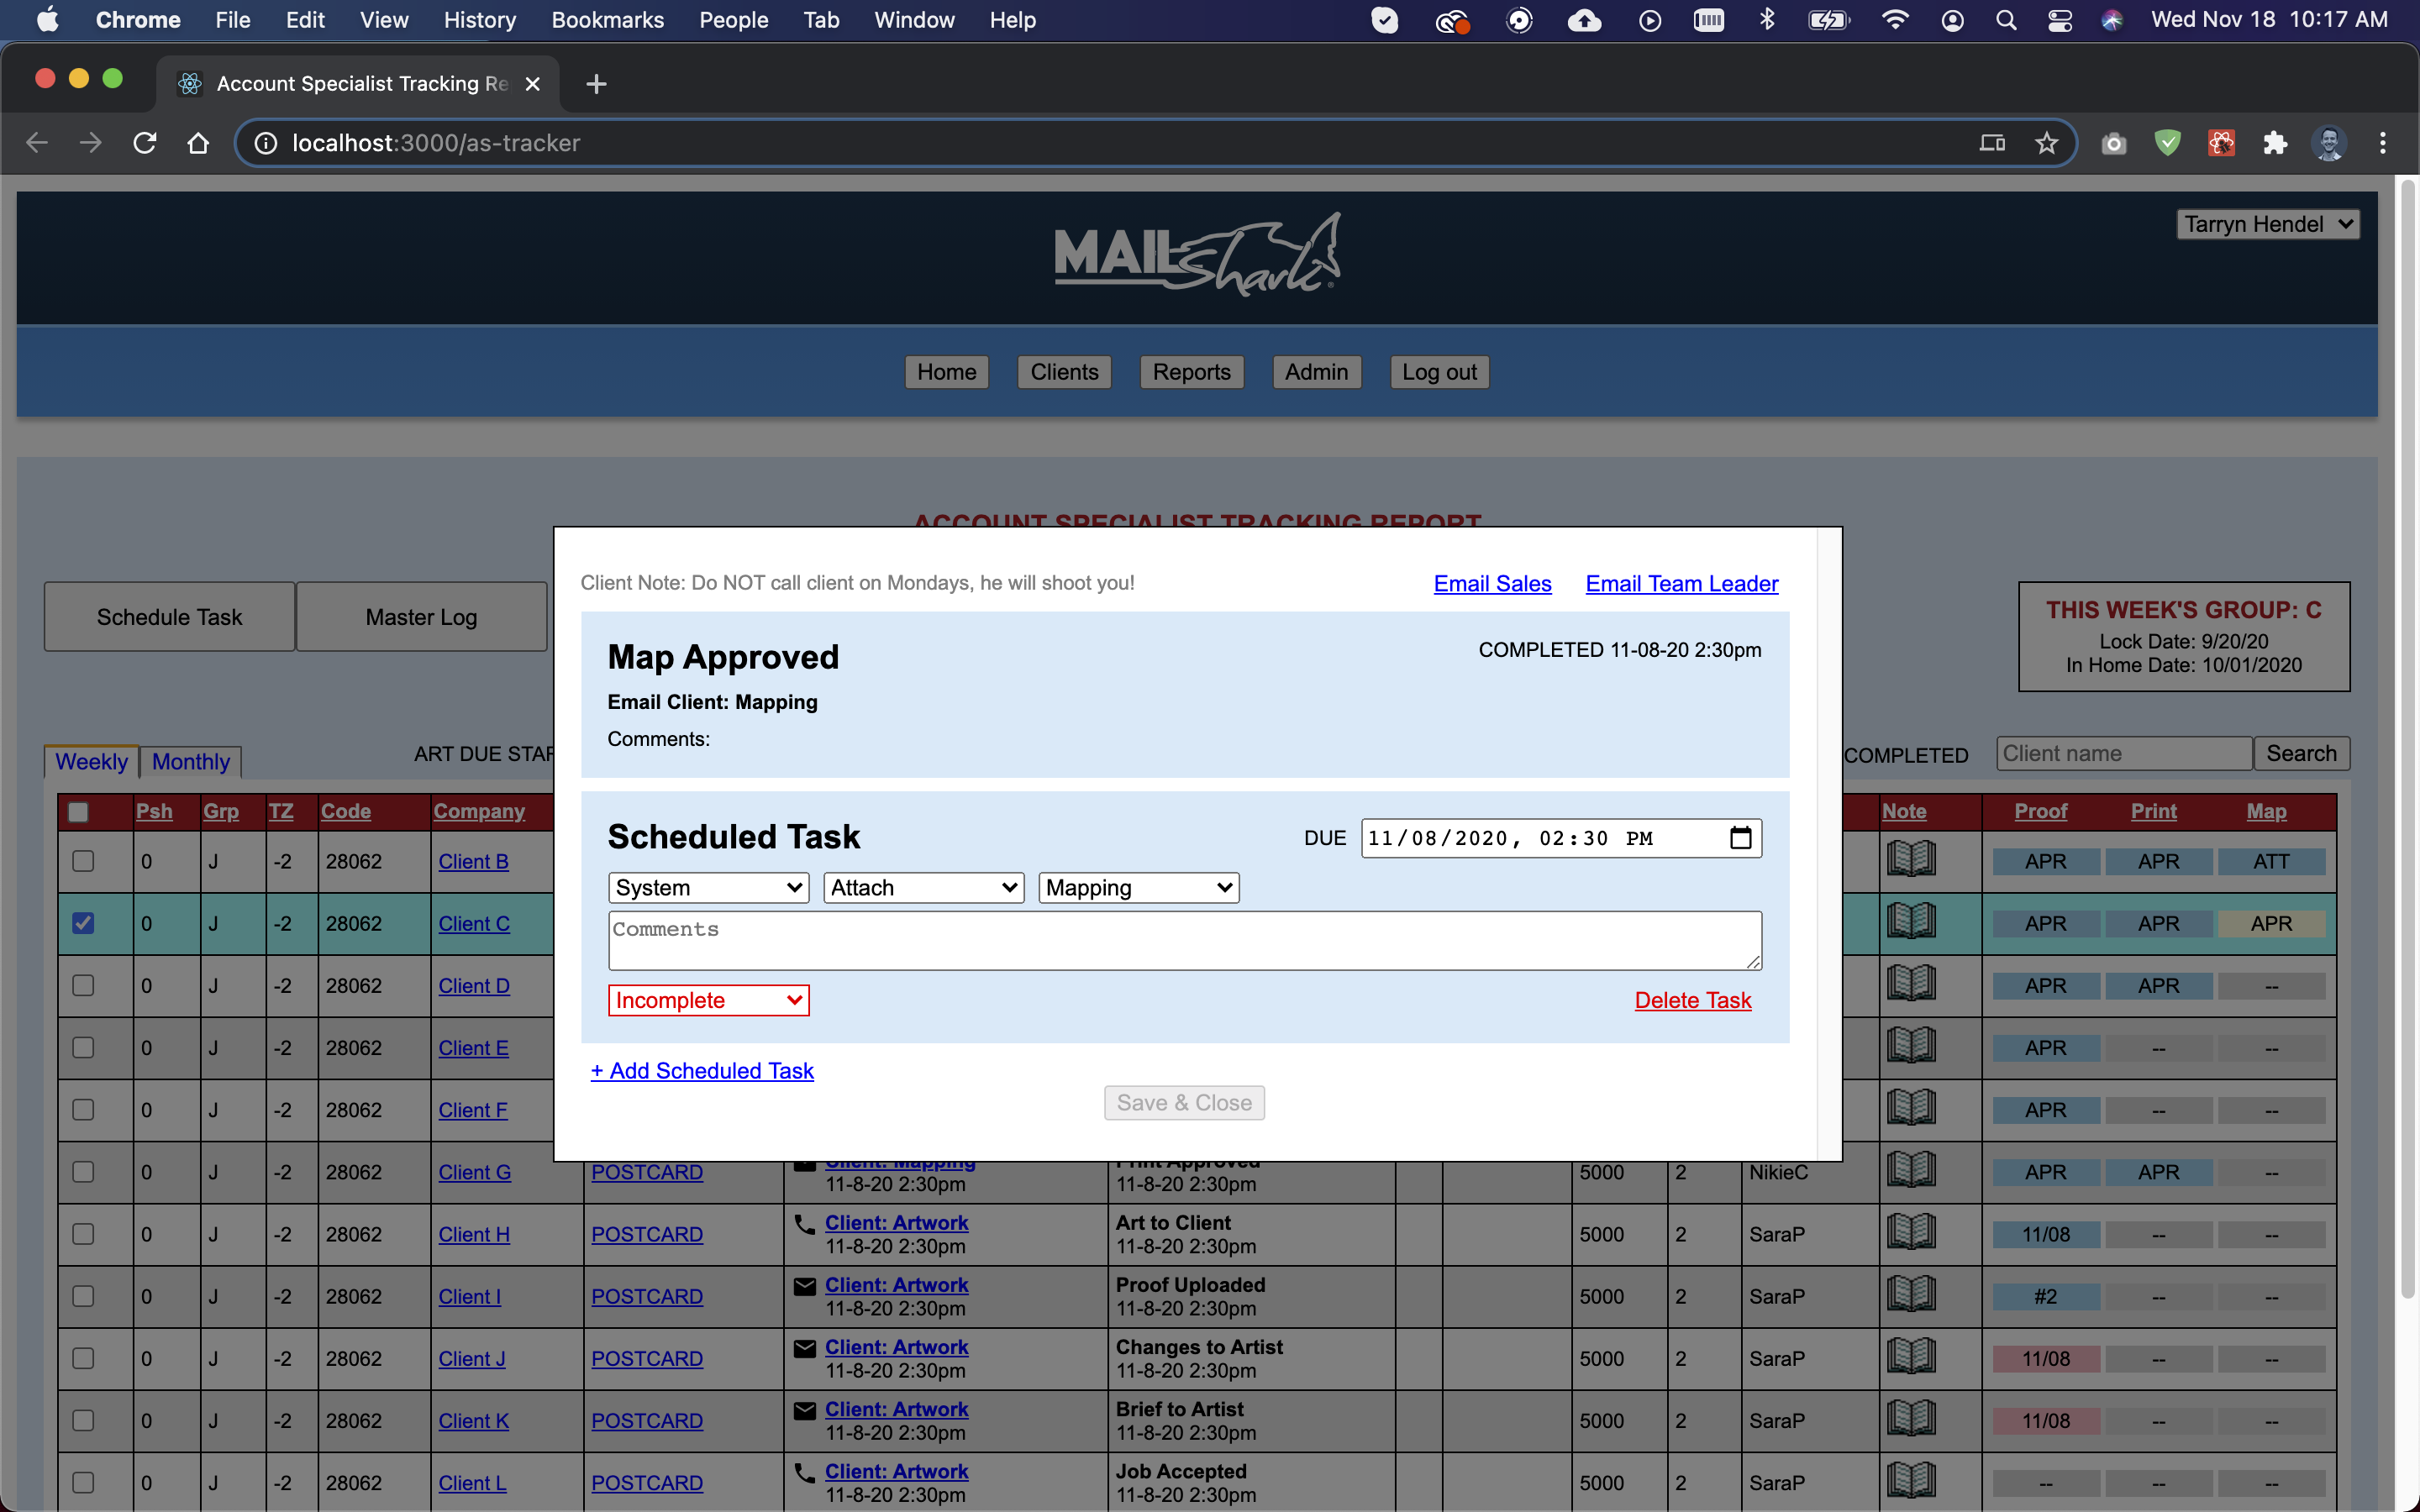 Chrome File Edit View History Bookmarks People Tab Window Help Wed Nov 18 10:17 AM
Account Specialist Tracking Re
localhost:3000/as-tracker
MAIL Shark
Tarryn Hendel
Home Clients Reports Admin Log out
ACCOUNT SPECIALIST TRACKING REPORT
Client Note: Do NOT call client on Mondays, he will shoot you! Email Sales Email Team Leader
Schedule Task Master Log
THIS WEEK'S GROUP: C
Lock Date: 9/20/20
In Home Date: 10/01/2020
Map Approved COMPLETED 11-08-20 2:30pm
Email Client: Mapping
Comments:
Weekly Monthly ART DUE STAR COMPLETED Client name Search
Scheduled Task DUE 11/08/2020, 02:30 PM
System Attach Mapping
Comments
Incomplete Delete Task
+ Add Scheduled Task
Save & Close
Psh Grp TZ Code Company Note Proof Print Map
0 J -2 28062 Client B APR APR ATT
0 J -2 28062 Client C APR APR APR
0 J -2 28062 Client D APR APR --
0 J -2 28062 Client E APR -- --
0 J -2 28062 Client F APR -- --
0 J -2 28062 Client G POSTCARD Client: Mapping 11-8-20 2:30pm Print Approved 11-8-20 2:30pm 5000 2 NikieC APR APR --
0 J -2 28062 Client H POSTCARD Client: Artwork 11-8-20 2:30pm Art to Client 11-8-20 2:30pm 5000 2 SaraP 11/08 -- --
0 J -2 28062 Client I POSTCARD Client: Artwork 11-8-20 2:30pm Proof Uploaded 11-8-20 2:30pm 5000 2 SaraP #2 -- --
0 J -2 28062 Client J POSTCARD Client: Artwork 11-8-20 2:30pm Changes to Artist 11-8-20 2:30pm 5000 2 SaraP 11/08 -- --
0 J -2 28062 Client K POSTCARD Client: Artwork 11-8-20 2:30pm Brief to Artist 11-8-20 2:30pm 5000 2 SaraP 11/08 -- --
0 J -2 28062 Client L POSTCARD Client: Artwork 11-8-20 2:30pm Job Accepted 11-8-20 2:30pm 5000 2 SaraP -- -- --